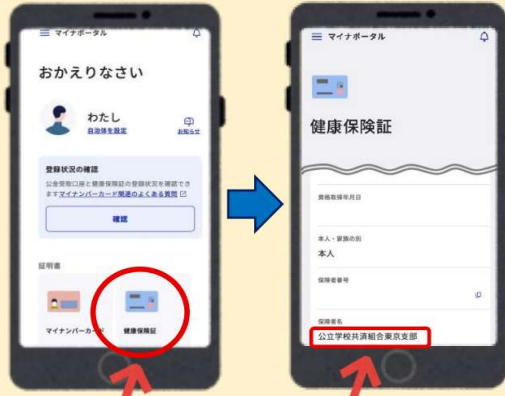 マイナポータル
おかえりなさい
わたし
自治体を設定
お知らせ
登録状況の確認
公金受取口座と健康保険証の登録状況を確認でき
ますマイナンバーカード関連のよくある質問
確認
証明書
マイナンバーカード
健康保険証
マイナポータル
健康保険証
資格取得年月日
本人・家族の別
本人
保険者番号
保険者名
公立学校共済組合東京支部